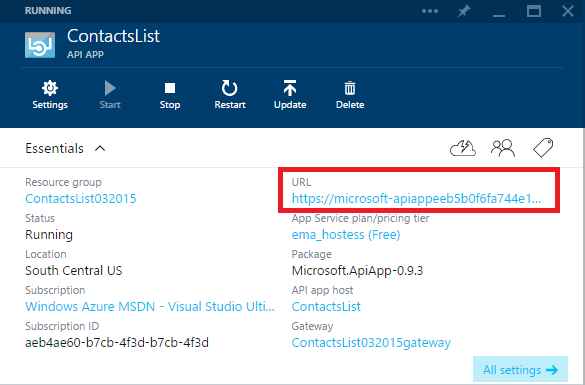 RUNNING
ContactsList
API APP
Settings
Start
Stop
Restart
Update
Delete
Essentials
Resource group
ContactsList032015
URL
https://microsoft-apiappeeb5b0f6fa744e1...
Status
Running
App Service plan/pricing tier
ema_hostess (Free)
Location
South Central US
Package
Microsoft.ApiApp-0.9.3
Subscription
Windows Azure MSDN - Visual Studio Ulti...
API app host
ContactsList
Subscription ID
aeb4ae60-b7cb-4f3d-b7cb-4f3d
Gateway
ContactsList032015gateway
All settings